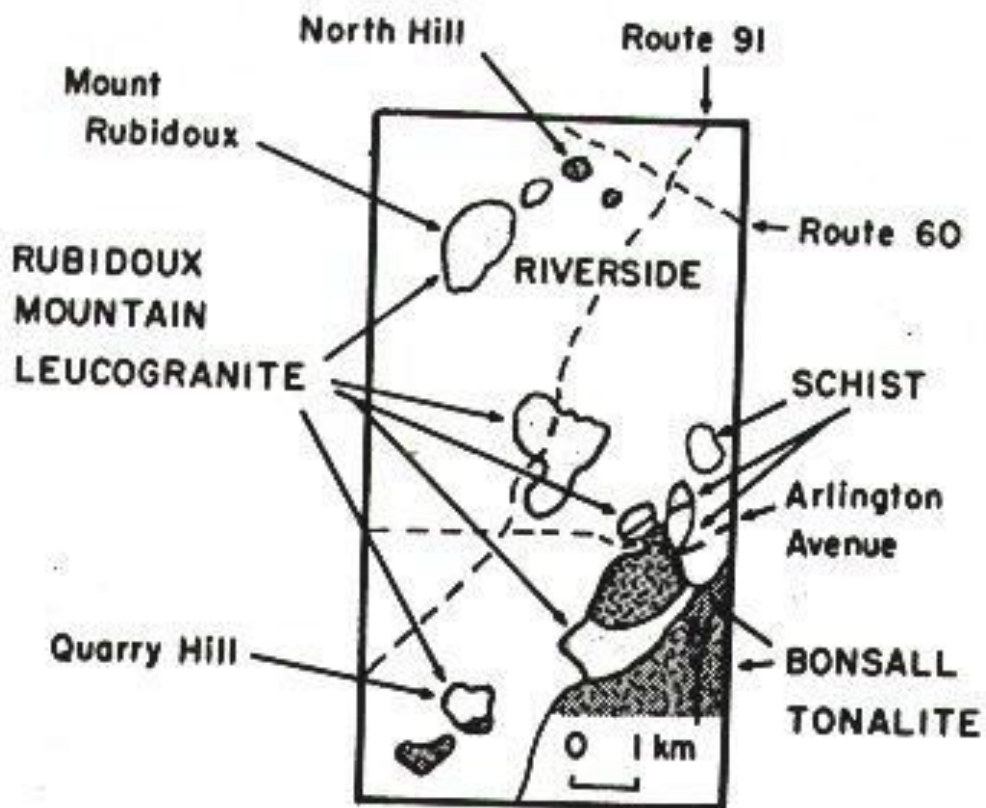 North Hill
Route 91
Mount
Rubidoux
Route 60
RUBIDOUX
MOUNTAIN
LEUCOGRANITE
RIVERSIDE
SCHIST
Arlington
Avenue
Quarry Hill
BONSALL
TONALITE
0 1 km